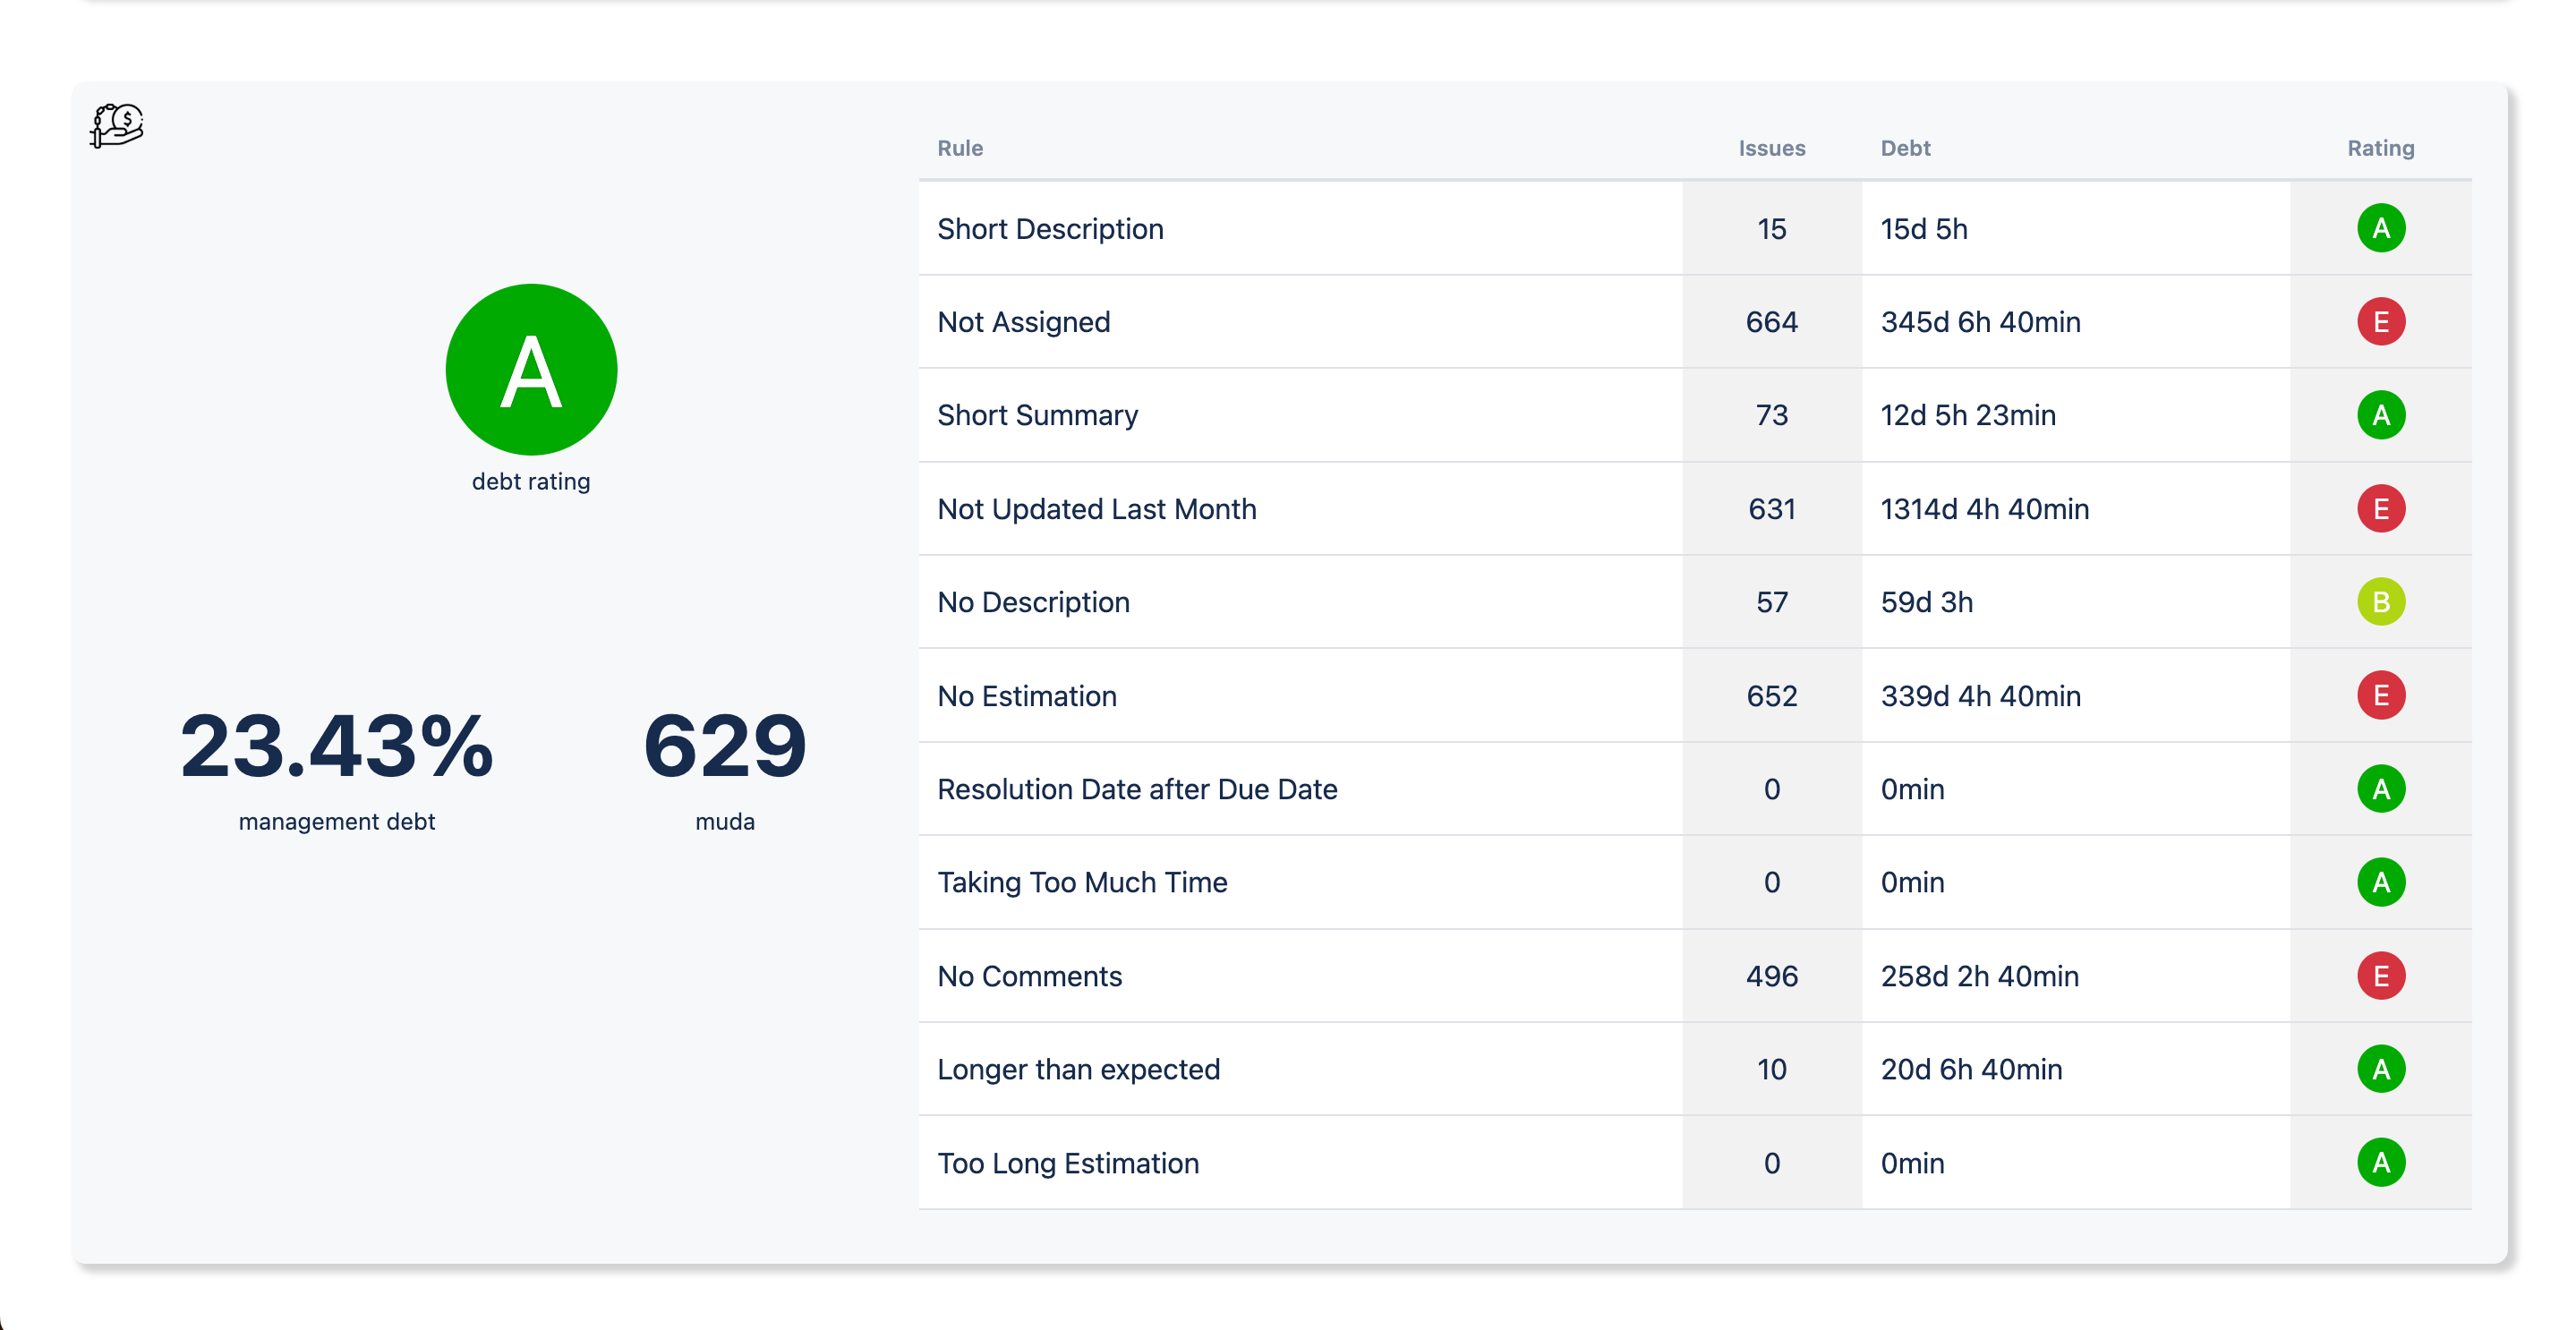 $
A
debt rating
23.43%
management debt
629
muda
Rule Issues Debt Rating
Short Description 15 15d 5h A
Not Assigned 664 345d 6h 40min E
Short Summary 73 12d 5h 23min A
Not Updated Last Month 631 1314d 4h 40min E
No Description 57 59d 3h B
No Estimation 652 339d 4h 40min E
Resolution Date after Due Date 0 0min A
Taking Too Much Time 0 0min A
No Comments 496 258d 2h 40min E
Longer than expected 10 20d 6h 40min A
Too Long Estimation 0 0min A